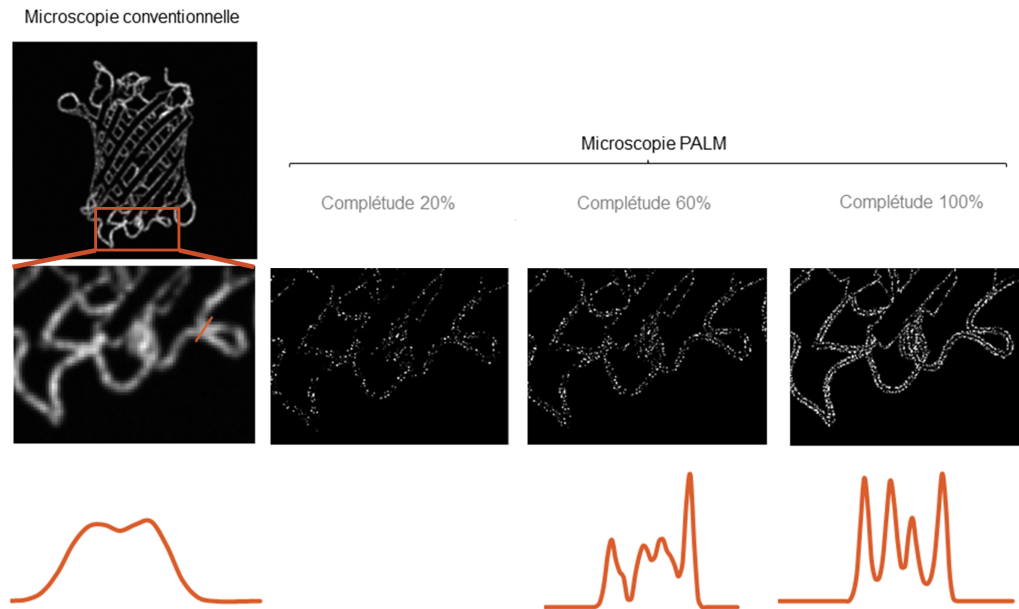 Microscopie conventionnelle
Microscopie PALM
Complétude 20%
Complétude 60%
Complétude 100%